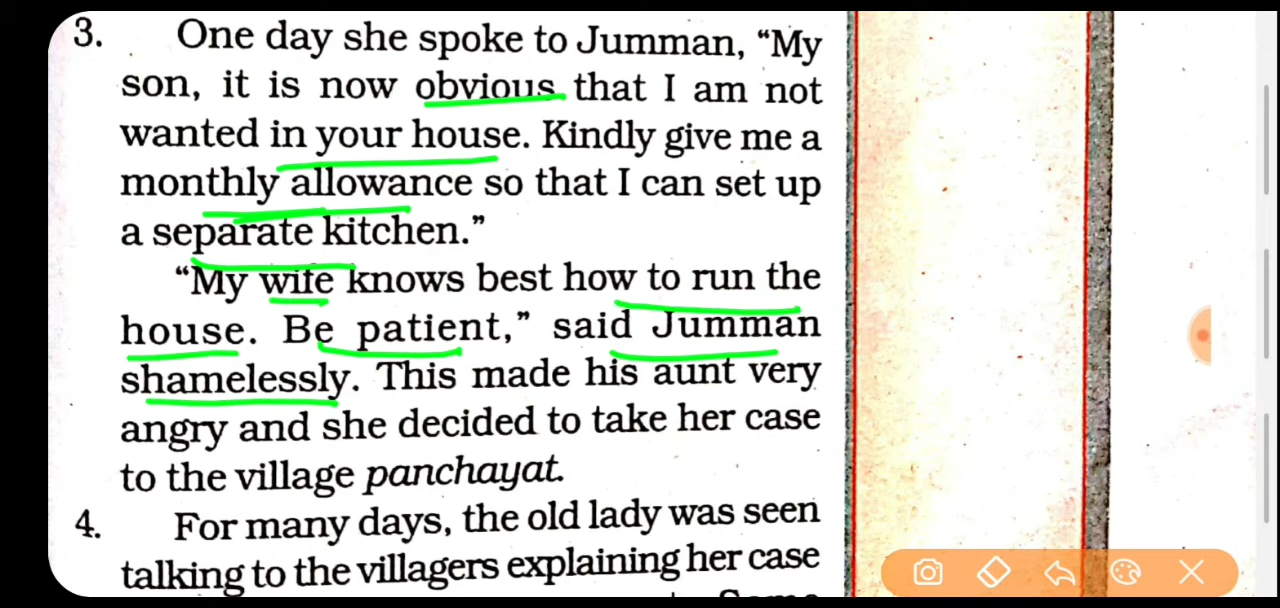 3. One day she spoke to Jumman, “My
son, it is now obvious that I am not
wanted in your house. Kindly give me a
monthly allowance so that I can set up
a separate kitchen.”
“My wife knows best how to run the
house. Be patient,” said Jumman
shamelessly. This made his aunt very
angry and she decided to take her case
to the village panchayat.
4. For many days, the old lady was seen
talking to the villagers explaining her case